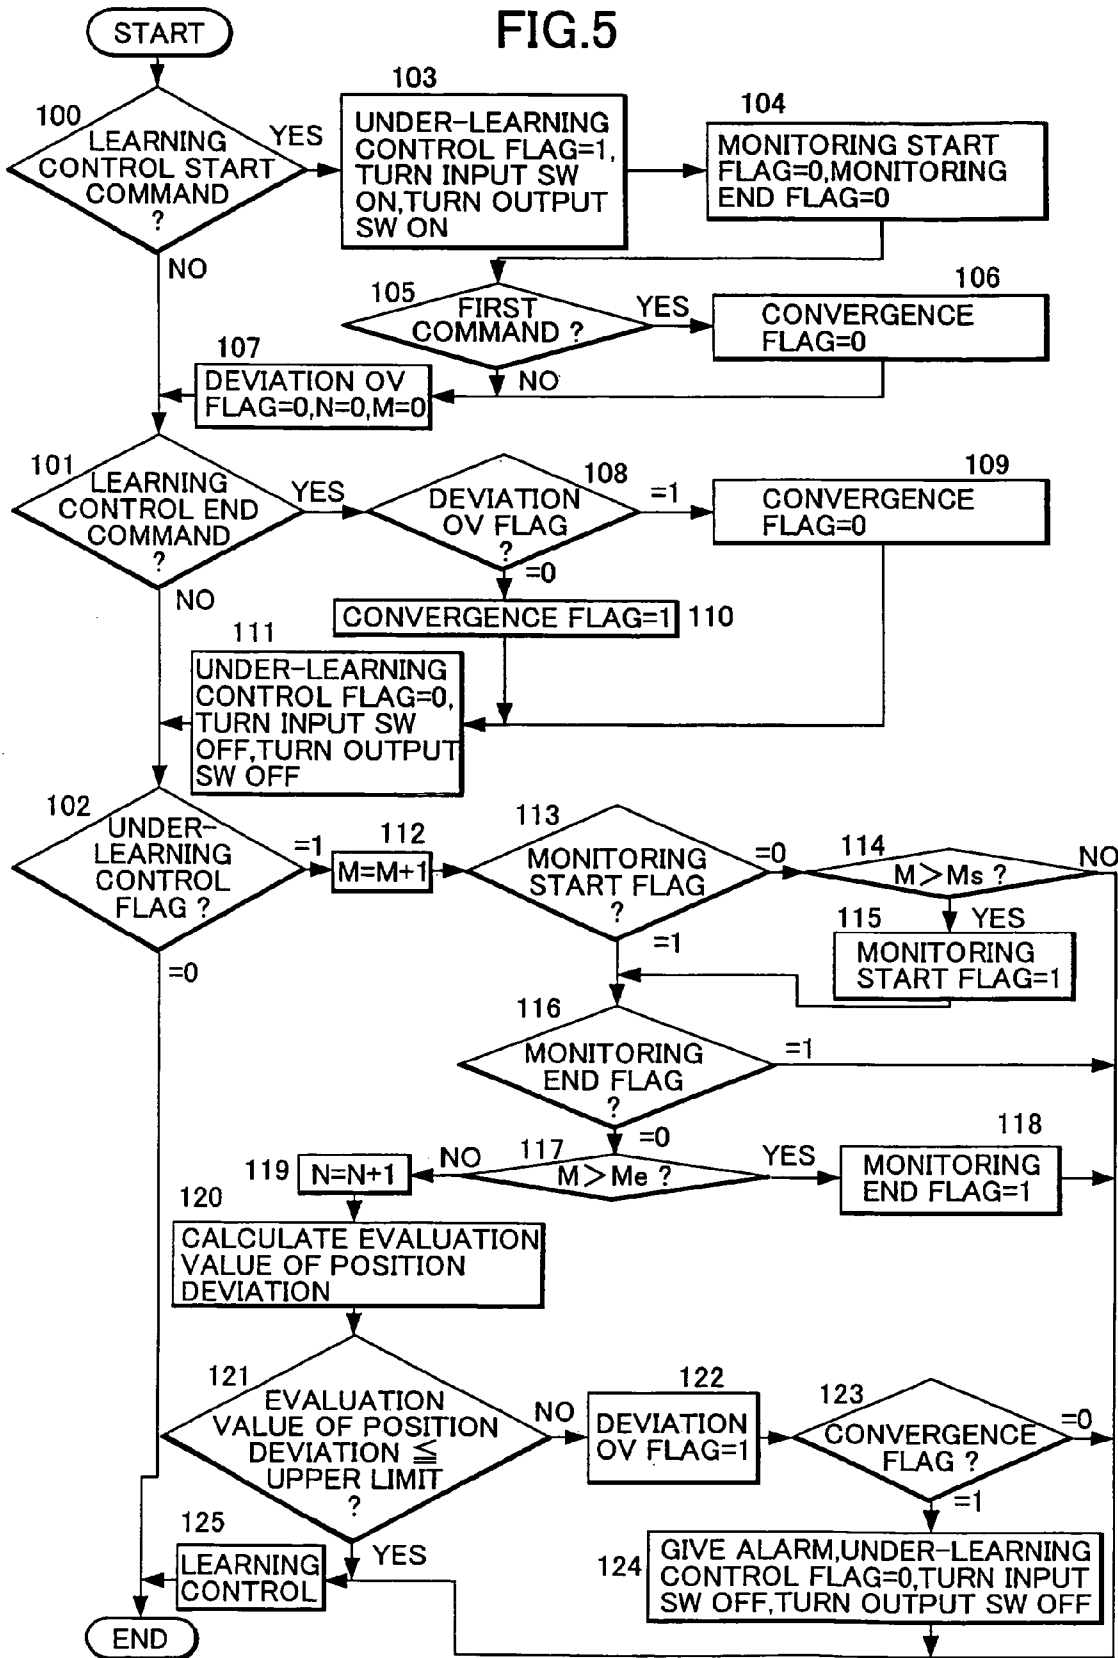 START
FIG.5
100
LEARNING
CONTROL START
COMMAND
?
YES
NO
103
UNDER-LEARNING
CONTROL FLAG=1,
TURN INPUT SW
ON,TURN OUTPUT
SW ON
104
MONITORING START
FLAG=0,MONITORING
END FLAG=0
105
FIRST
COMMAND ?
YES
NO
106
CONVERGENCE
FLAG=0
107
DEVIATION OV
FLAG=0,N=0,M=0
101
LEARNING
CONTROL END
COMMAND
?
YES
NO
108
DEVIATION
OV FLAG
?
=1
=0
109
CONVERGENCE
FLAG=0
CONVERGENCE FLAG=1
110
111
UNDER-LEARNING
CONTROL FLAG=0,
TURN INPUT SW
OFF,TURN OUTPUT
SW OFF
102
UNDER-
LEARNING
CONTROL
FLAG ?
=1
=0
112
M=M+1
113
MONITORING
START FLAG
?
=0
=1
114
M>Ms ?
NO
YES
115
MONITORING
START FLAG=1
116
MONITORING
END FLAG
?
=1
=0
117
M>Me ?
NO
YES
118
MONITORING
END FLAG=1
119
N=N+1
120
CALCULATE EVALUATION
VALUE OF POSITION
DEVIATION
121
EVALUATION
VALUE OF POSITION
DEVIATION ≦
UPPER LIMIT
?
NO
YES
122
DEVIATION
OV FLAG=1
123
CONVERGENCE
FLAG ?
=0
=1
124
GIVE ALARM,UNDER-LEARNING
CONTROL FLAG=0,TURN INPUT
SW OFF,TURN OUTPUT SW OFF
125
LEARNING
CONTROL
END